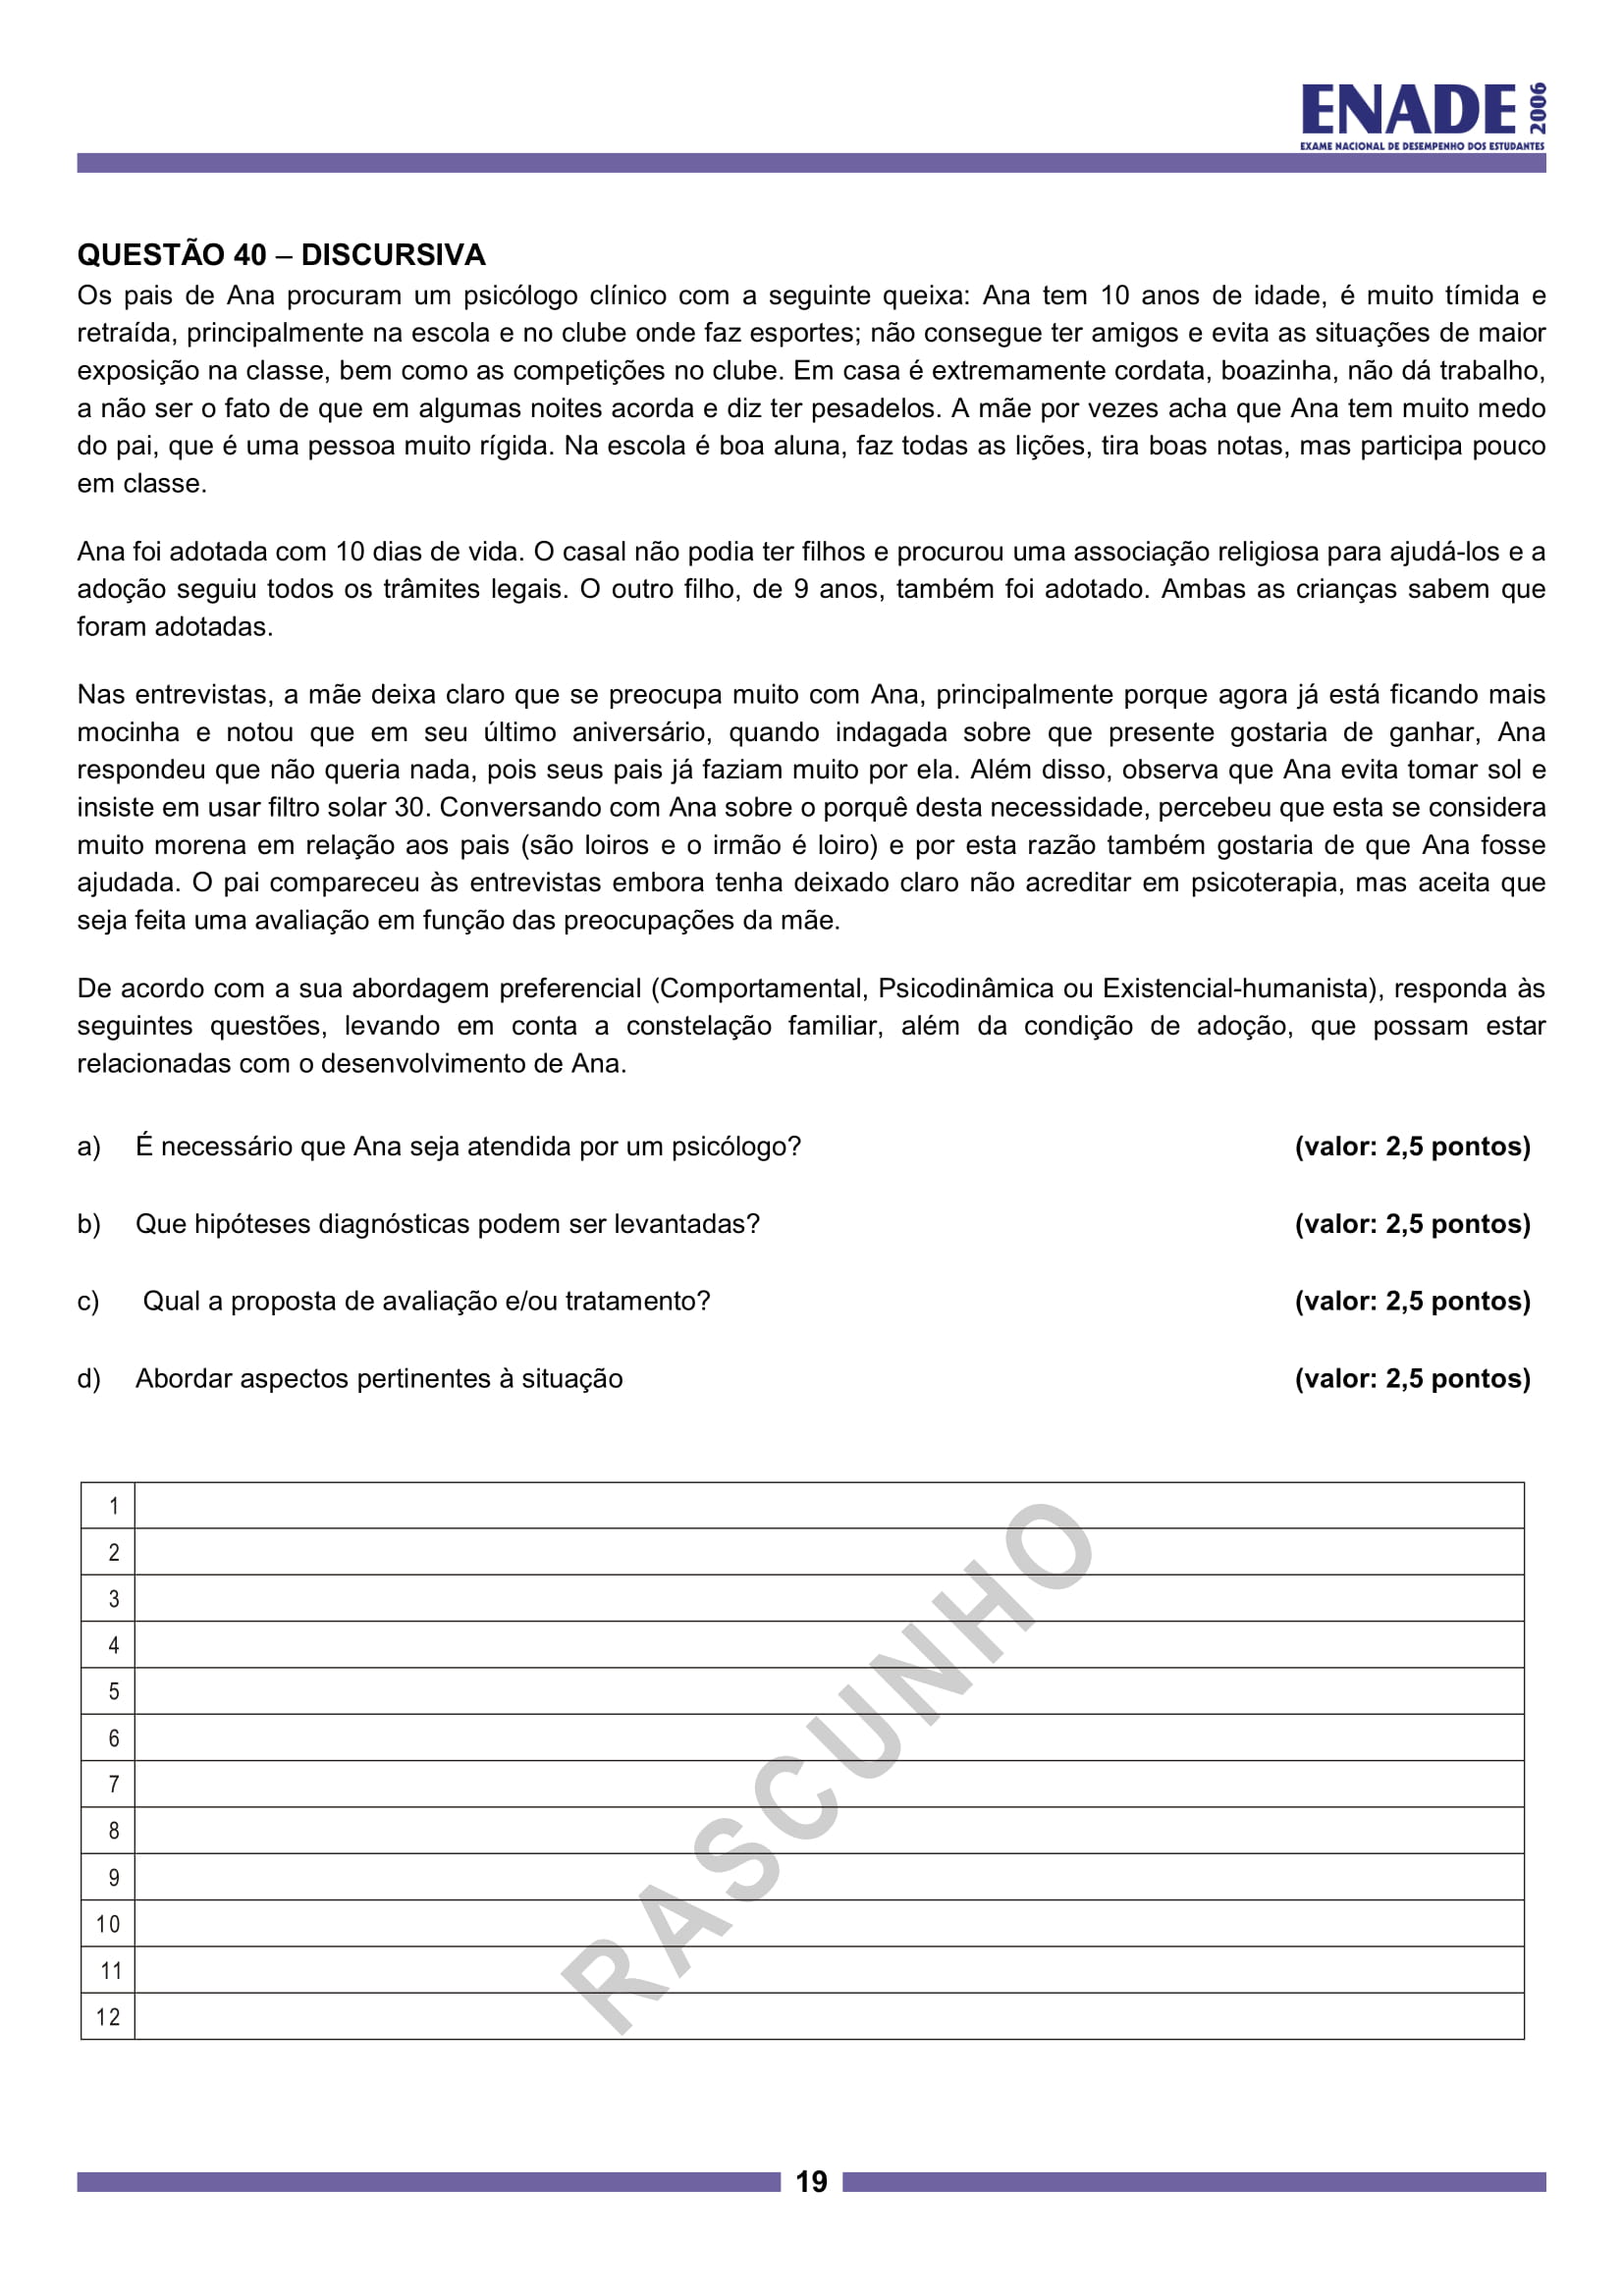 ENADE 2006
EXAME NACIONAL DE DESEMPENHO DOS ESTUDANTES
QUESTÃO 40 – DISCURSIVA
Os pais de Ana procuram um psicólogo clínico com a seguinte queixa: Ana tem 10 anos de idade, é muito tímida e
retraída, principalmente na escola e no clube onde faz esportes; não consegue ter amigos e evita as situações de maior
exposição na classe, bem como as competições no clube. Em casa é extremamente cordata, boazinha, não dá trabalho,
a não ser o fato de que em algumas noites acorda e diz ter pesadelos. A mãe por vezes acha que Ana tem muito medo
do pai, que é uma pessoa muito rígida. Na escola é boa aluna, faz todas as lições, tira boas notas, mas participa pouco
em classe.
Ana foi adotada com 10 dias de vida. O casal não podia ter filhos e procurou uma associação religiosa para ajudá-los e a
adoção seguiu todos os trâmites legais. O outro filho, de 9 anos, também foi adotado. Ambas as crianças sabem que
foram adotadas.
Nas entrevistas, a mãe deixa claro que se preocupa muito com Ana, principalmente porque agora já está ficando mais
mocinha e notou que em seu último aniversário, quando indagada sobre que presente gostaria de ganhar, Ana
respondeu que não queria nada, pois seus pais já faziam muito por ela. Além disso, observa que Ana evita tomar sol e
insiste em usar filtro solar 30. Conversando com Ana sobre o porquê desta necessidade, percebeu que esta se considera
muito morena em relação aos pais (são loiros e o irmão é loiro) e por esta razão também gostaria de que Ana fosse
ajudada. O pai compareceu às entrevistas embora tenha deixado claro não acreditar em psicoterapia, mas aceita que
seja feita uma avaliação em função das preocupações da mãe.
De acordo com a sua abordagem preferencial (Comportamental, Psicodinâmica ou Existencial-humanista), responda às
seguintes questões, levando em conta a constelação familiar, além da condição de adoção, que possam estar
relacionadas com o desenvolvimento de Ana.
a) É necessário que Ana seja atendida por um psicólogo? (valor: 2,5 pontos)
b) Que hipóteses diagnósticas podem ser levantadas? (valor: 2,5 pontos)
c) Qual a proposta de avaliação e/ou tratamento? (valor: 2,5 pontos)
d) Abordar aspectos pertinentes à situação (valor: 2,5 pontos)
1
2
3
4
5
6
7
8
9
10
11
12
RASCUNHO
19